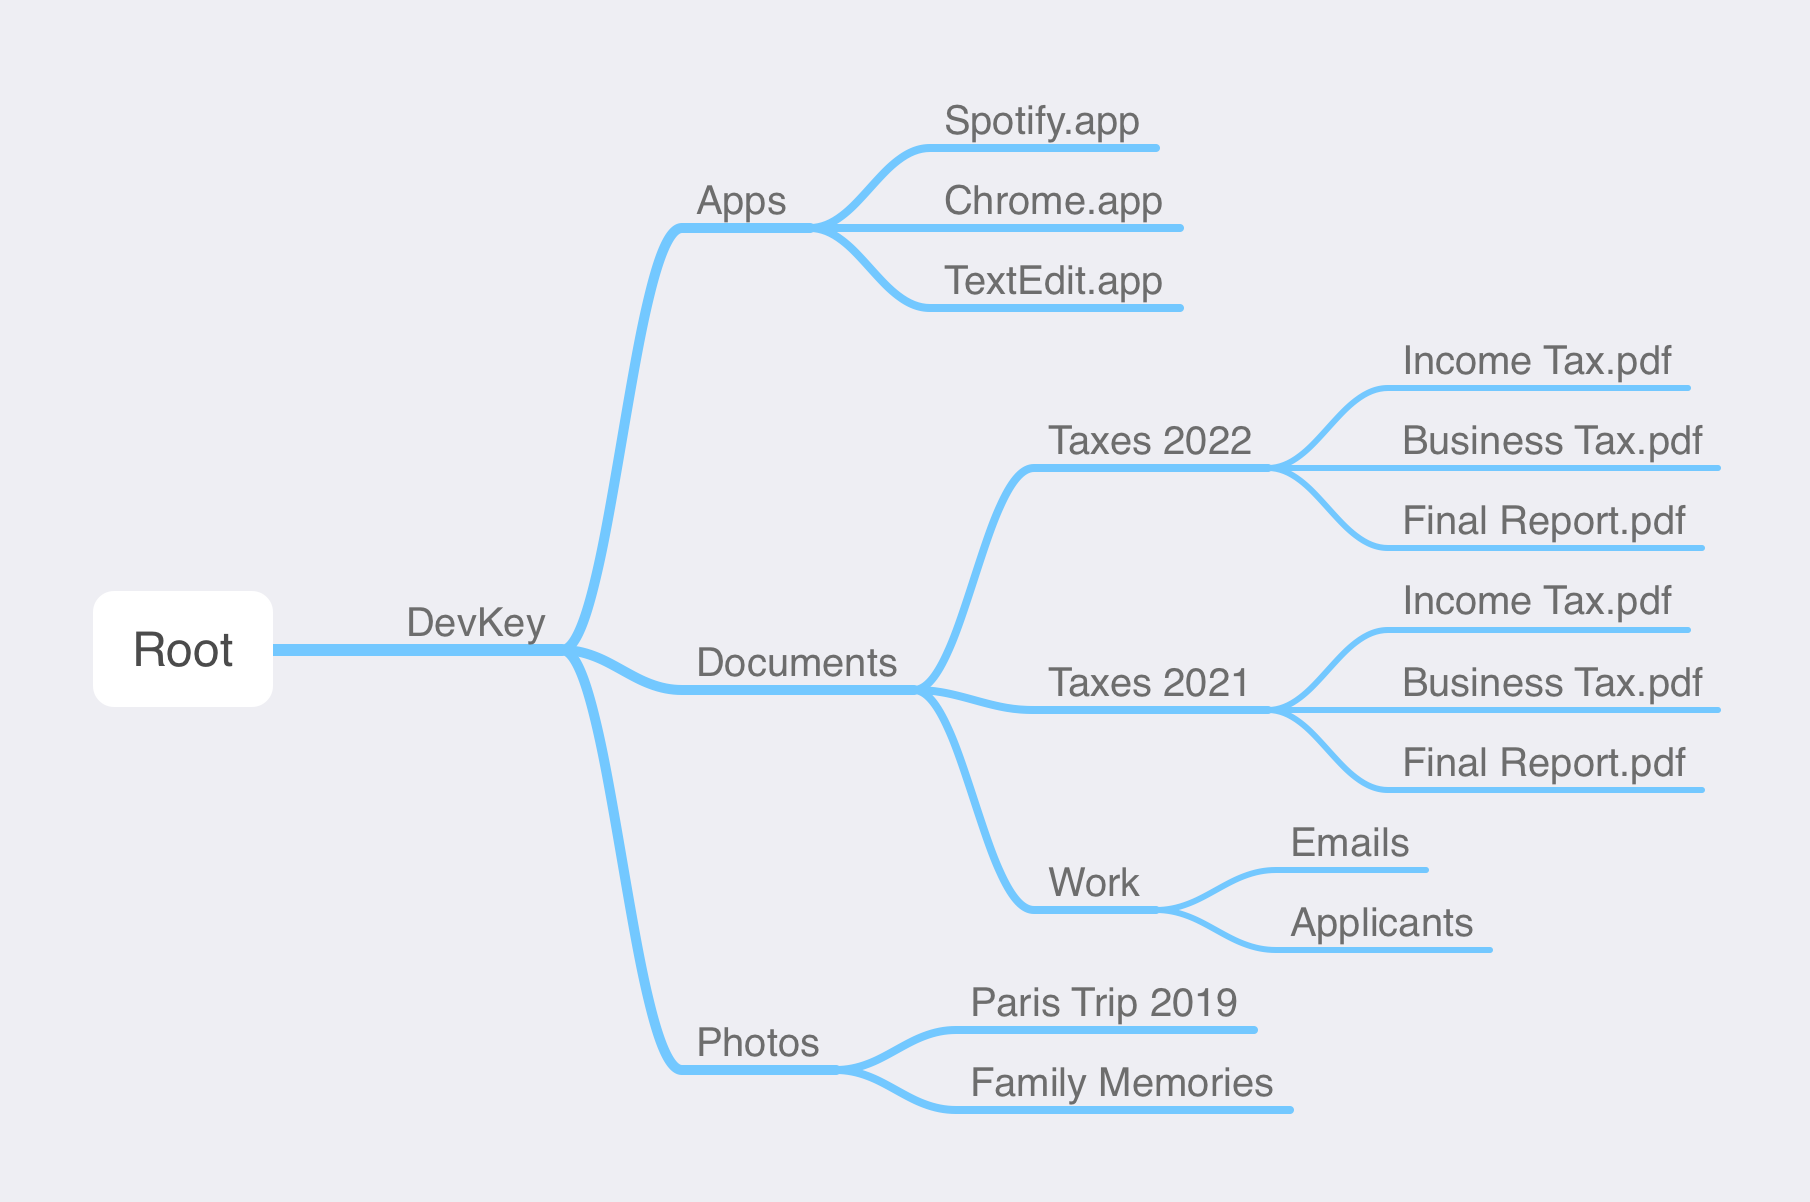 Root
DevKey
Apps
Spotify.app
Chrome.app
TextEdit.app
Documents
Taxes 2022
Income Tax.pdf
Business Tax.pdf
Final Report.pdf
Taxes 2021
Income Tax.pdf
Business Tax.pdf
Final Report.pdf
Work
Emails
Applicants
Photos
Paris Trip 2019
Family Memories